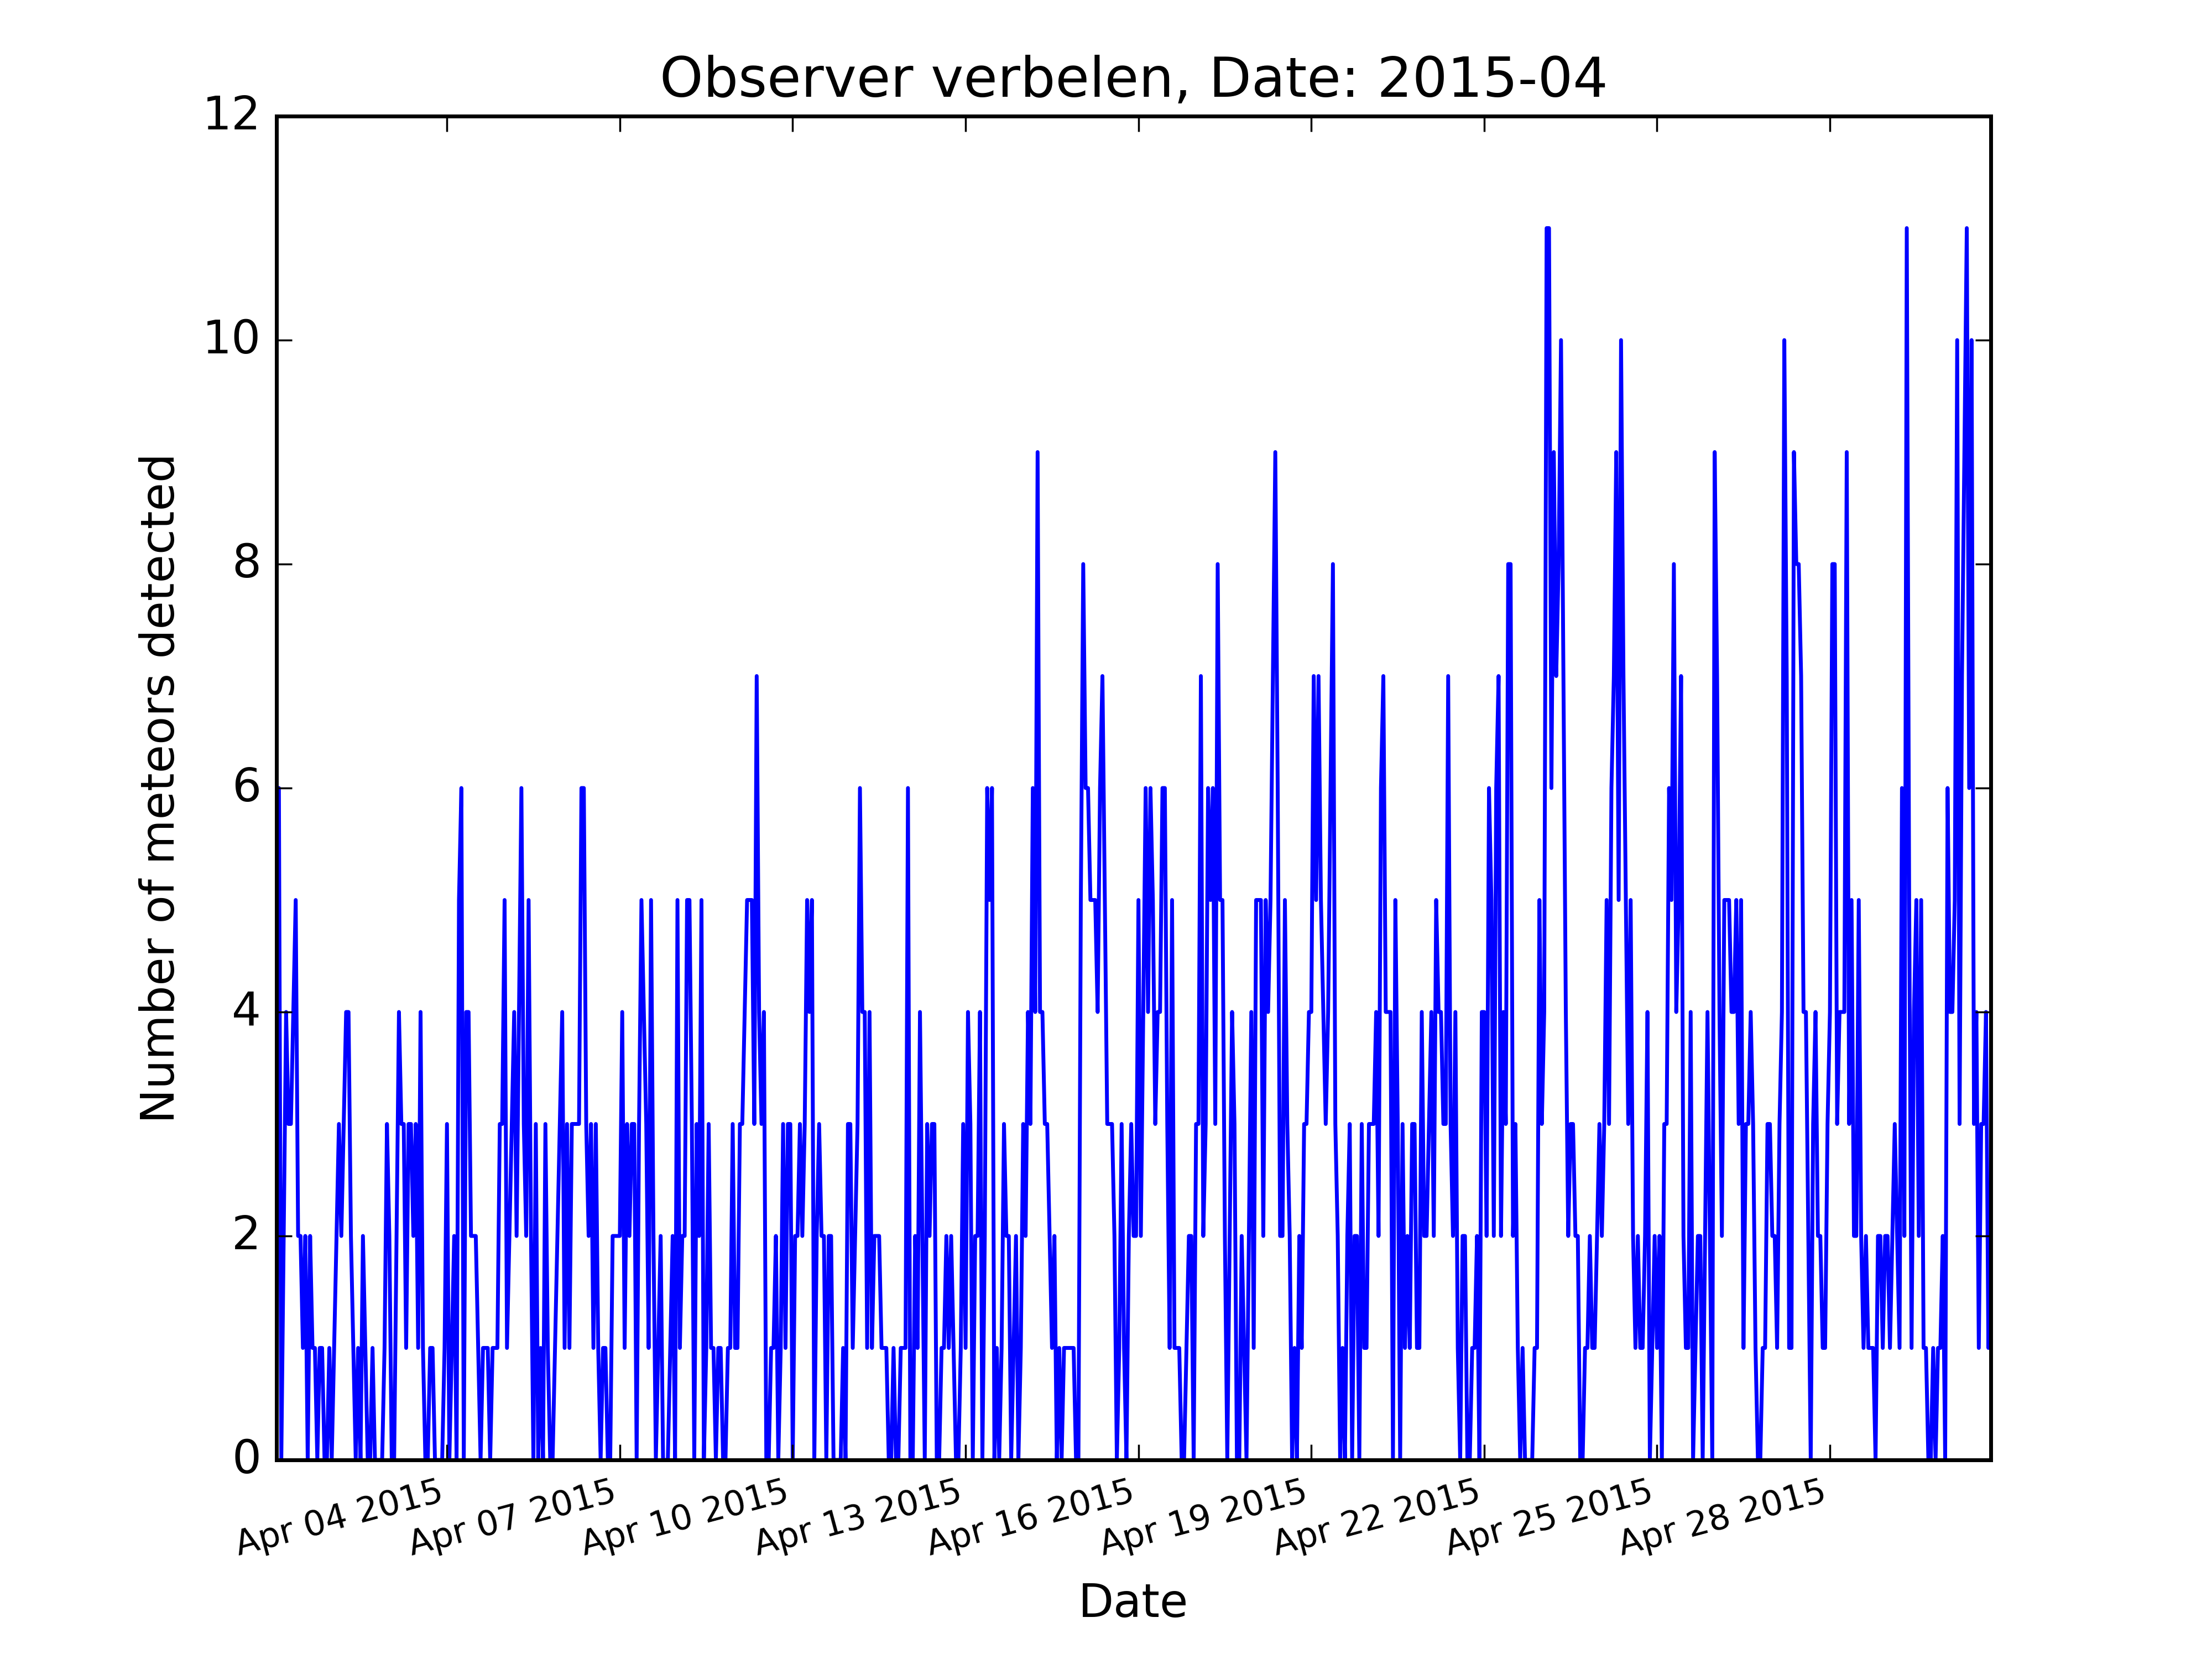 Observer verbelen, Date: 2015-04
12
10
8
6
4
2
0
Number of meteors detected
Apr 04 2015
Apr 07 2015
Apr 10 2015
Apr 13 2015
Apr 16 2015
Apr 19 2015
Apr 22 2015
Apr 25 2015
Apr 28 2015
Date